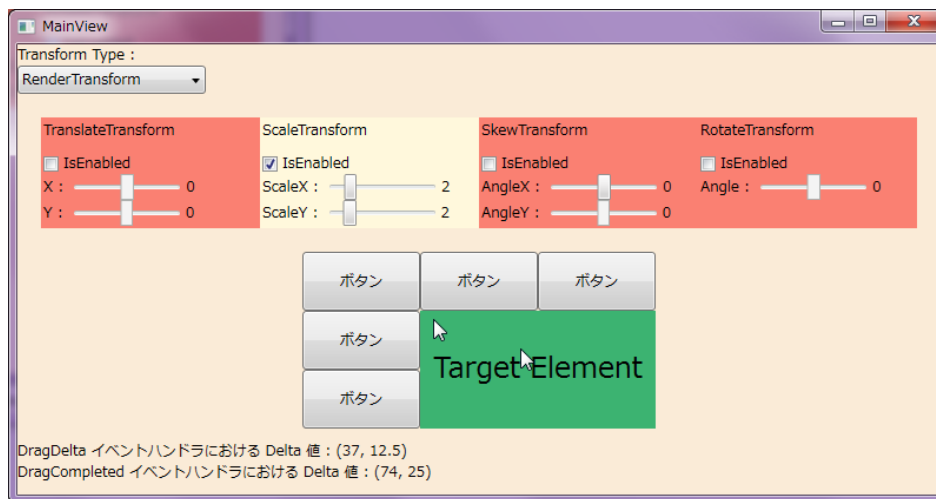 MainView
Transform Type :
RenderTransform
TranslateTransform ScaleTransform SkewTransform RotateTransform
IsEnabled IsEnabled IsEnabled IsEnabled
X : 0 ScaleX : 2 AngleX : 0 Angle : 0
Y : 0 ScaleY : 2 AngleY : 0
ボタン ボタン ボタン
ボタン
Target Element
ボタン
DragDelta イベントハンドラにおける Delta 値 : (37, 12.5)
DragCompleted イベントハンドラにおける Delta 値 : (74, 25)